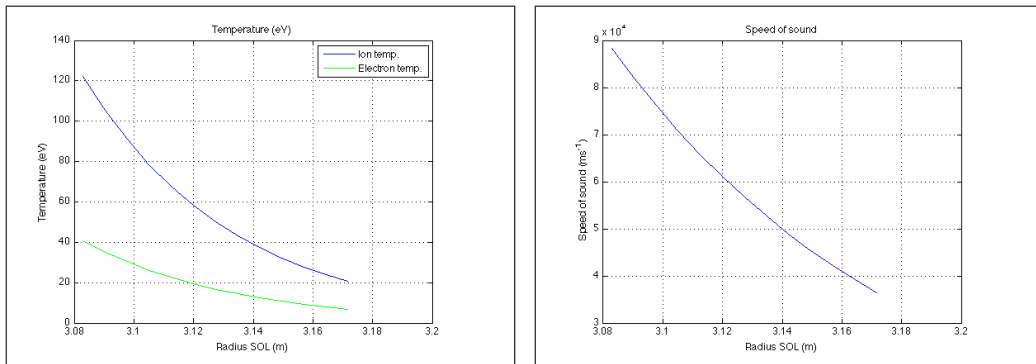 Temperature (eV)
140
120
100
80
60
40
20
0
Temperature (eV)
Ion temp.
Electron temp.
3.08 3.1 3.12 3.14 3.16 3.18 3.2
Radius SOL (m)
Speed of sound
9 x 10⁴
8
7
6
5
4
3
Speed of sound (ms⁻¹)
3.08 3.1 3.12 3.14 3.16 3.18 3.2
Radius SOL (m)